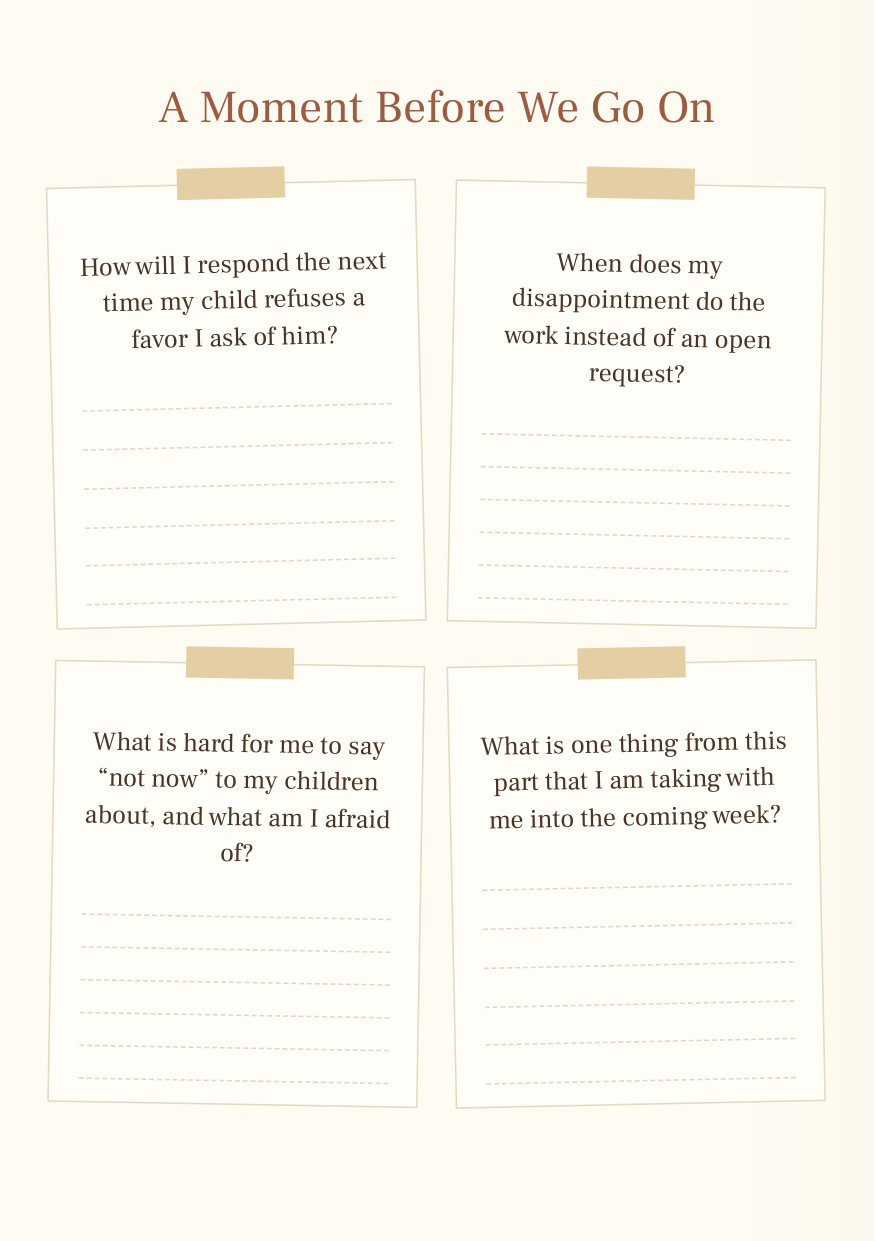 A Moment Before We Go On
How will I respond the next
time my child refuses a
favor I ask of him?
When does my
disappointment do the
work instead of an open
request?
What is hard for me to say
“not now” to my children
about, and what am I afraid
of?
What is one thing from this
part that I am taking with
me into the coming week?